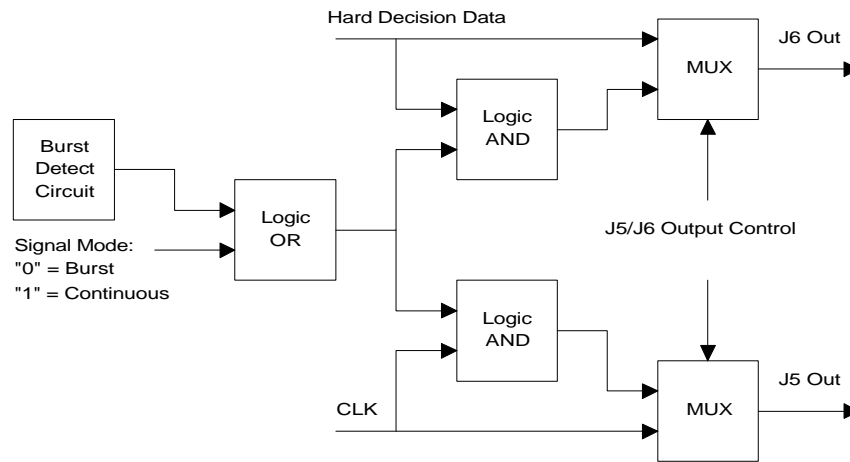 Hard Decision Data
J6 Out
MUX
Logic
AND
Burst
Detect
Circuit
Logic
OR
J5/J6 Output Control
Signal Mode:
"0" = Burst
"1" = Continuous
Logic
AND
J5 Out
CLK
MUX